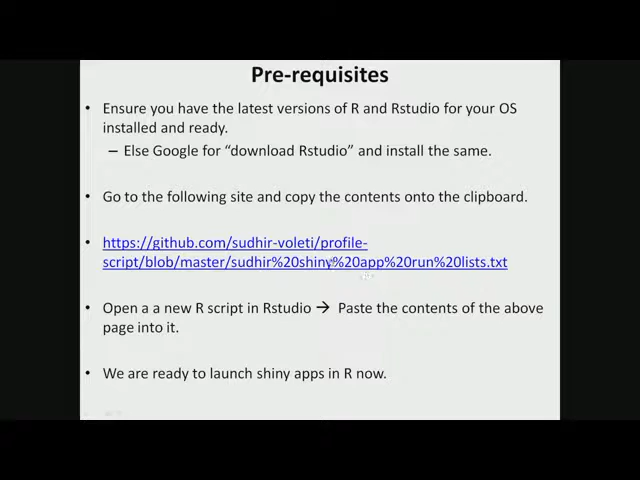 Pre-requisites
• Ensure you have the latest versions of R and Rstudio for your OS
installed and ready.
– Else Google for “download Rstudio” and install the same.
• Go to the following site and copy the contents onto the clipboard.
• https://github.com/sudhir-voleti/profile-
script/blob/master/sudhir%20shiny%20app%20run%20lists.txt
• Open a a new R script in Rstudio → Paste the contents of the above
page into it.
• We are ready to launch shiny apps in R now.